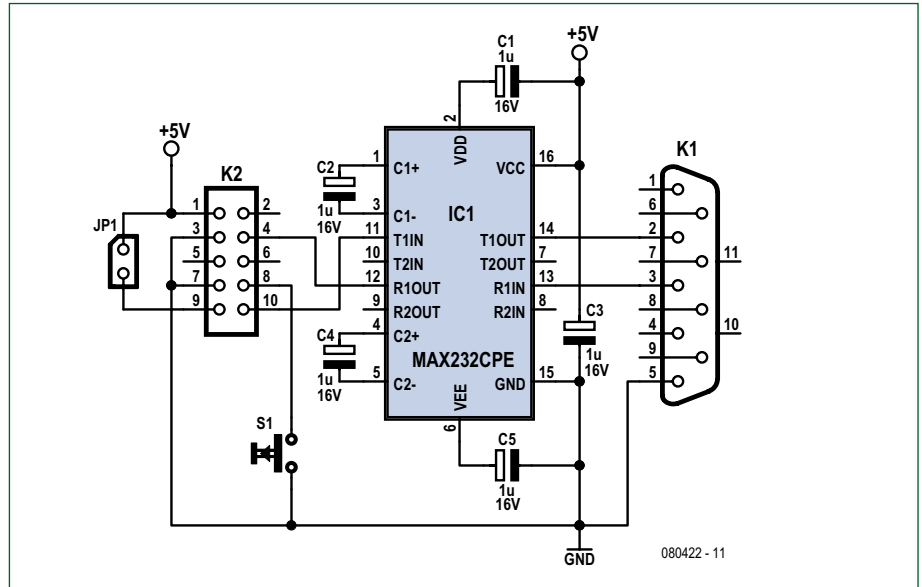 +5V
C1
1u
16V
+5V
K2
JP1
1
2
3
4
5
6
7
8
9
10
S1
C2
1u
16V
C4
1u
16V
2
VDD
1
C1+
VCC
16
3
C1-
IC1
11
T1IN
T1OUT
14
10
T2IN
T2OUT
7
12
R1OUT
R1IN
13
9
R2OUT
R2IN
8
4
C2+
MAX232CPE
5
C2-
GND
15
VEE
6
C3
1u
16V
C5
1u
16V
K1
1
6
2
7
11
3
8
4
10
9
5
GND
080422 - 11